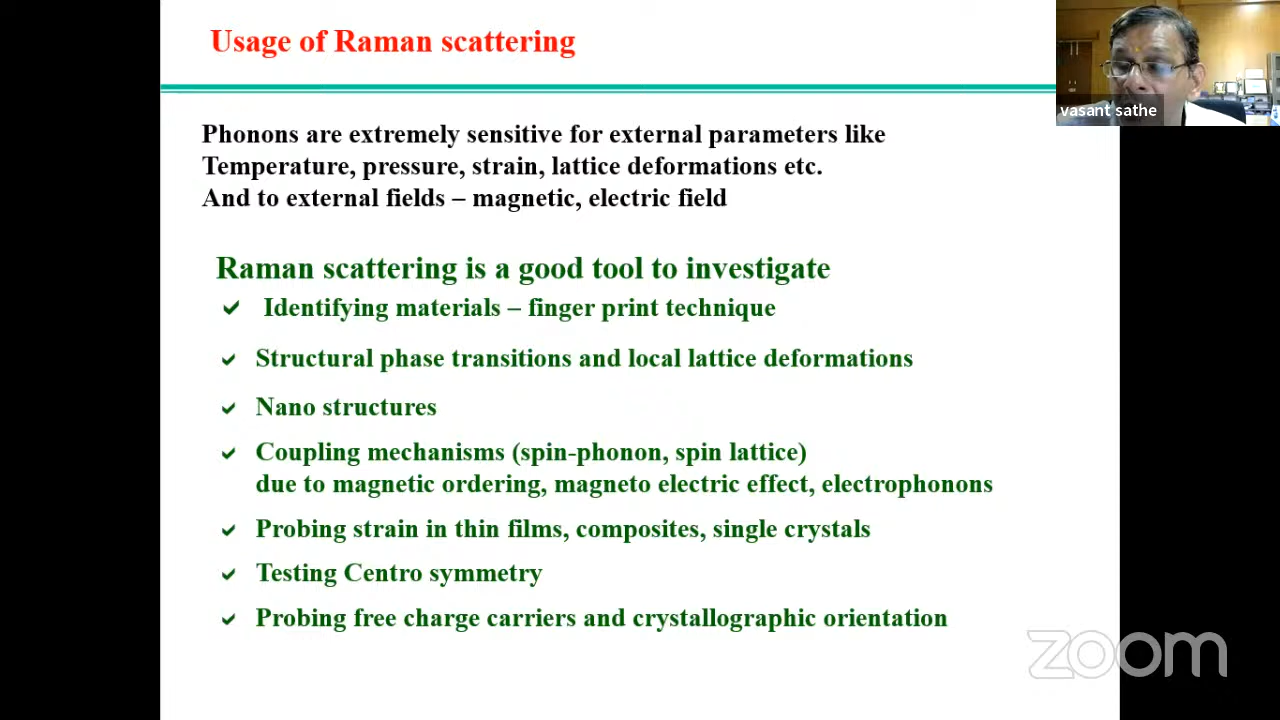 Usage of Raman scattering
vasant sathe
Phonons are extremely sensitive for external parameters like
Temperature, pressure, strain, lattice deformations etc.
And to external fields – magnetic, electric field
Raman scattering is a good tool to investigate
✓ Identifying materials – finger print technique
✓ Structural phase transitions and local lattice deformations
✓ Nano structures
✓ Coupling mechanisms (spin-phonon, spin lattice)
due to magnetic ordering, magneto electric effect, electrophonons
✓ Probing strain in thin films, composites, single crystals
✓ Testing Centro symmetry
✓ Probing free charge carriers and crystallographic orientation
zoom